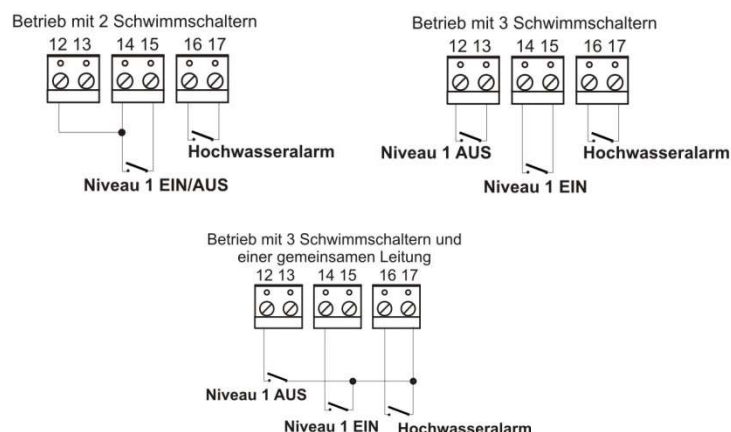 Betrieb mit 2 Schwimmschaltern
12 13 14 15 16 17
Hochwasseralarm
Niveau 1 EIN/AUS
Betrieb mit 3 Schwimmschaltern
12 13 14 15 16 17
Niveau 1 AUS
Hochwasseralarm
Niveau 1 EIN
Betrieb mit 3 Schwimmschaltern und
einer gemeinsamen Leitung
12 13 14 15 16 17
Niveau 1 AUS
Niveau 1 EIN
Hochwasseralarm